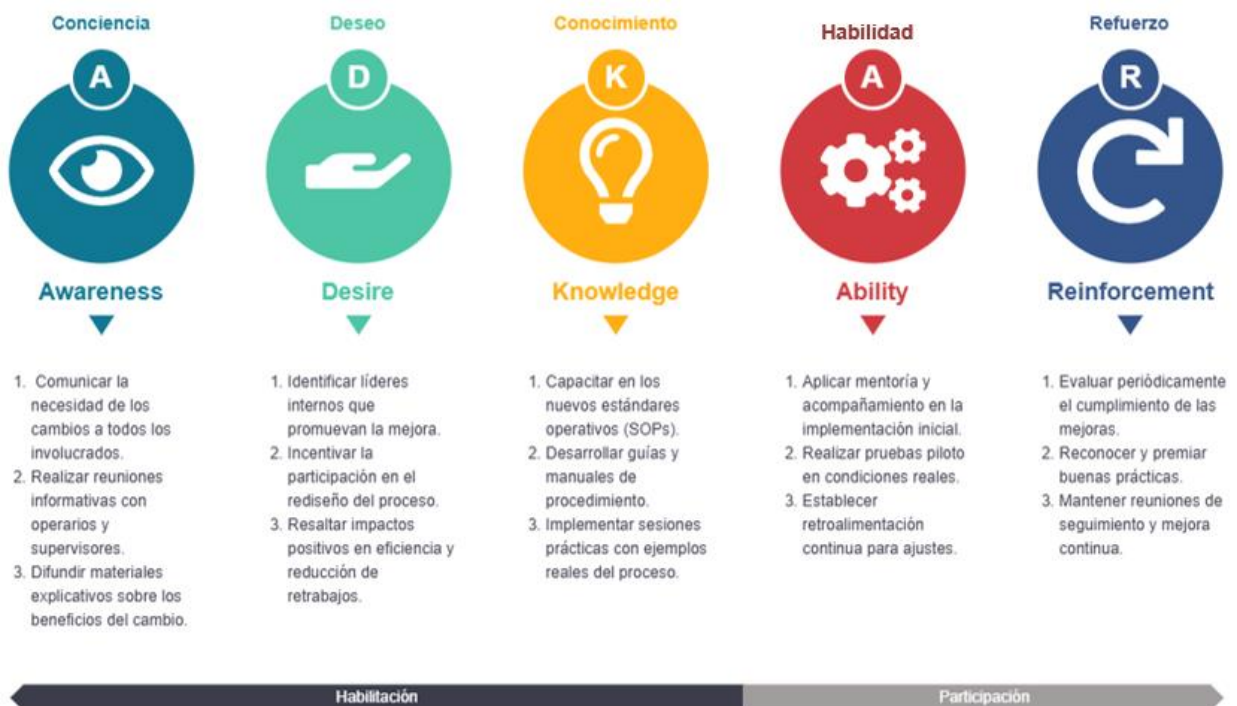 Conciencia
A
Awareness
1. Comunicar la
necesidad de los
cambios a todos los
involucrados.
2. Realizar reuniones
informativas con
operarios y
supervisores.
3. Difundir materiales
explicativos sobre los
beneficios del cambio.
Deseo
D
Desire
1. Identificar líderes
internos que
promuevan la mejora.
2. Incentivar la
participación en el
rediseño del proceso.
3. Resaltar impactos
positivos en eficiencia y
reducción de
retrabajos.
Conocimiento
K
Knowledge
1. Capacitar en los
nuevos estándares
operativos (SOPs).
2. Desarrollar guías y
manuales de
procedimiento.
3. Implementar sesiones
prácticas con ejemplos
reales del proceso.
Habilidad
A
Ability
1. Aplicar mentoría y
acompañamiento en la
implementación inicial.
2. Realizar pruebas piloto
en condiciones reales.
3. Establecer
retroalimentación
continua para ajustes.
Refuerzo
R
Reinforcement
1. Evaluar periódicamente
el cumplimiento de las
mejoras.
2. Reconocer y premiar
buenas prácticas.
3. Mantener reuniones de
seguimiento y mejora
continua.
Habilitación
Participación